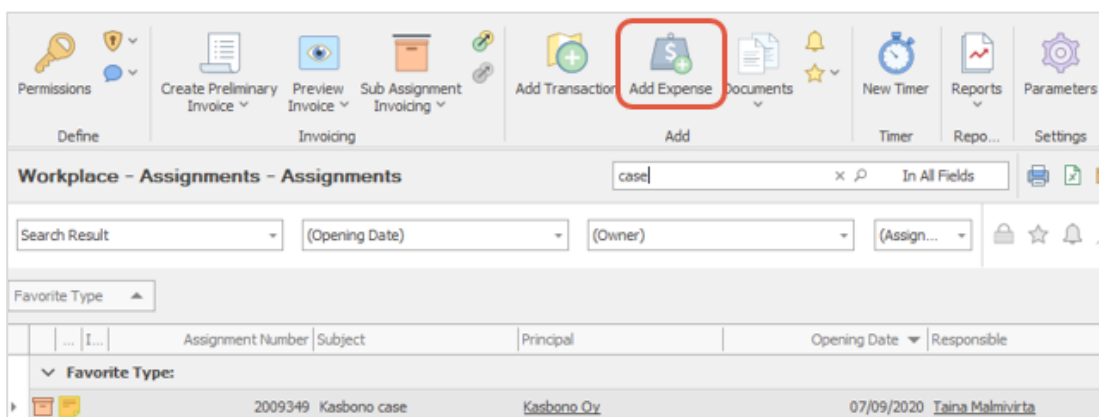 Permissions
Create Preliminary Invoice
Preview Invoice
Sub Assignment Invoicing
Add Transaction
Add Expense
Documents
New Timer
Reports
Parameters
Define
Invoicing
Add
Timer
Repo...
Settings
Workplace - Assignments - Assignments
case
In All Fields
Search Result
(Opening Date)
(Owner)
(Assign...
Favorite Type
... I... Assignment Number Subject Principal Opening Date Responsible
Favorite Type:
2009349 Kasbono case Kasbono Oy 07/09/2020 Taina Malmivirta